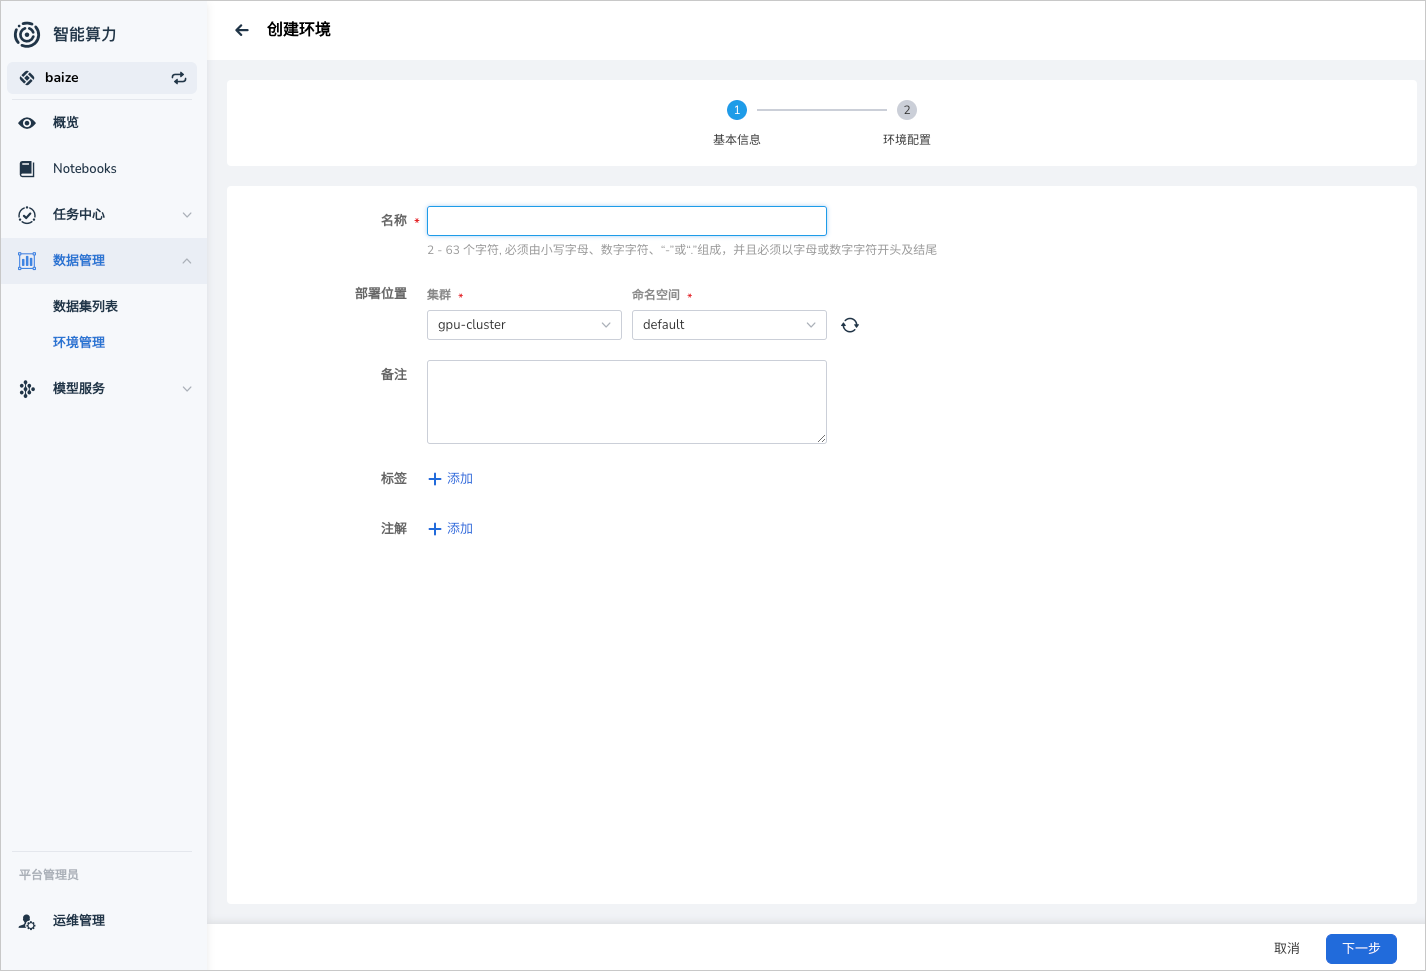 智能算力
baize
概览
Notebooks
任务中心
数据管理
数据集列表
环境管理
模型服务
平台管理员
运维管理
创建环境
1
2
基本信息
环境配置
名称 *
2 - 63 个字符, 必须由小写字母、数字字符、“-”或“.”组成，并且必须以字母或数字字符开头及结尾
部署位置
集群 *
命名空间 *
gpu-cluster
default
备注
标签
添加
注解
添加
取消
下一步